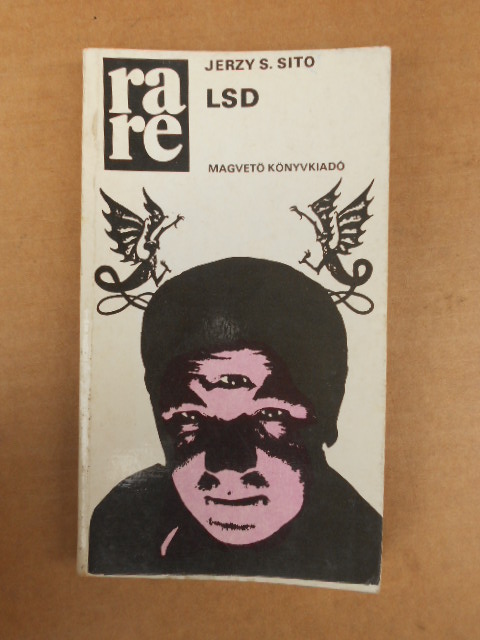 ra
re
JERZY S. SITO
LSD
MAGVETŐ KÖNYVKIADÓ